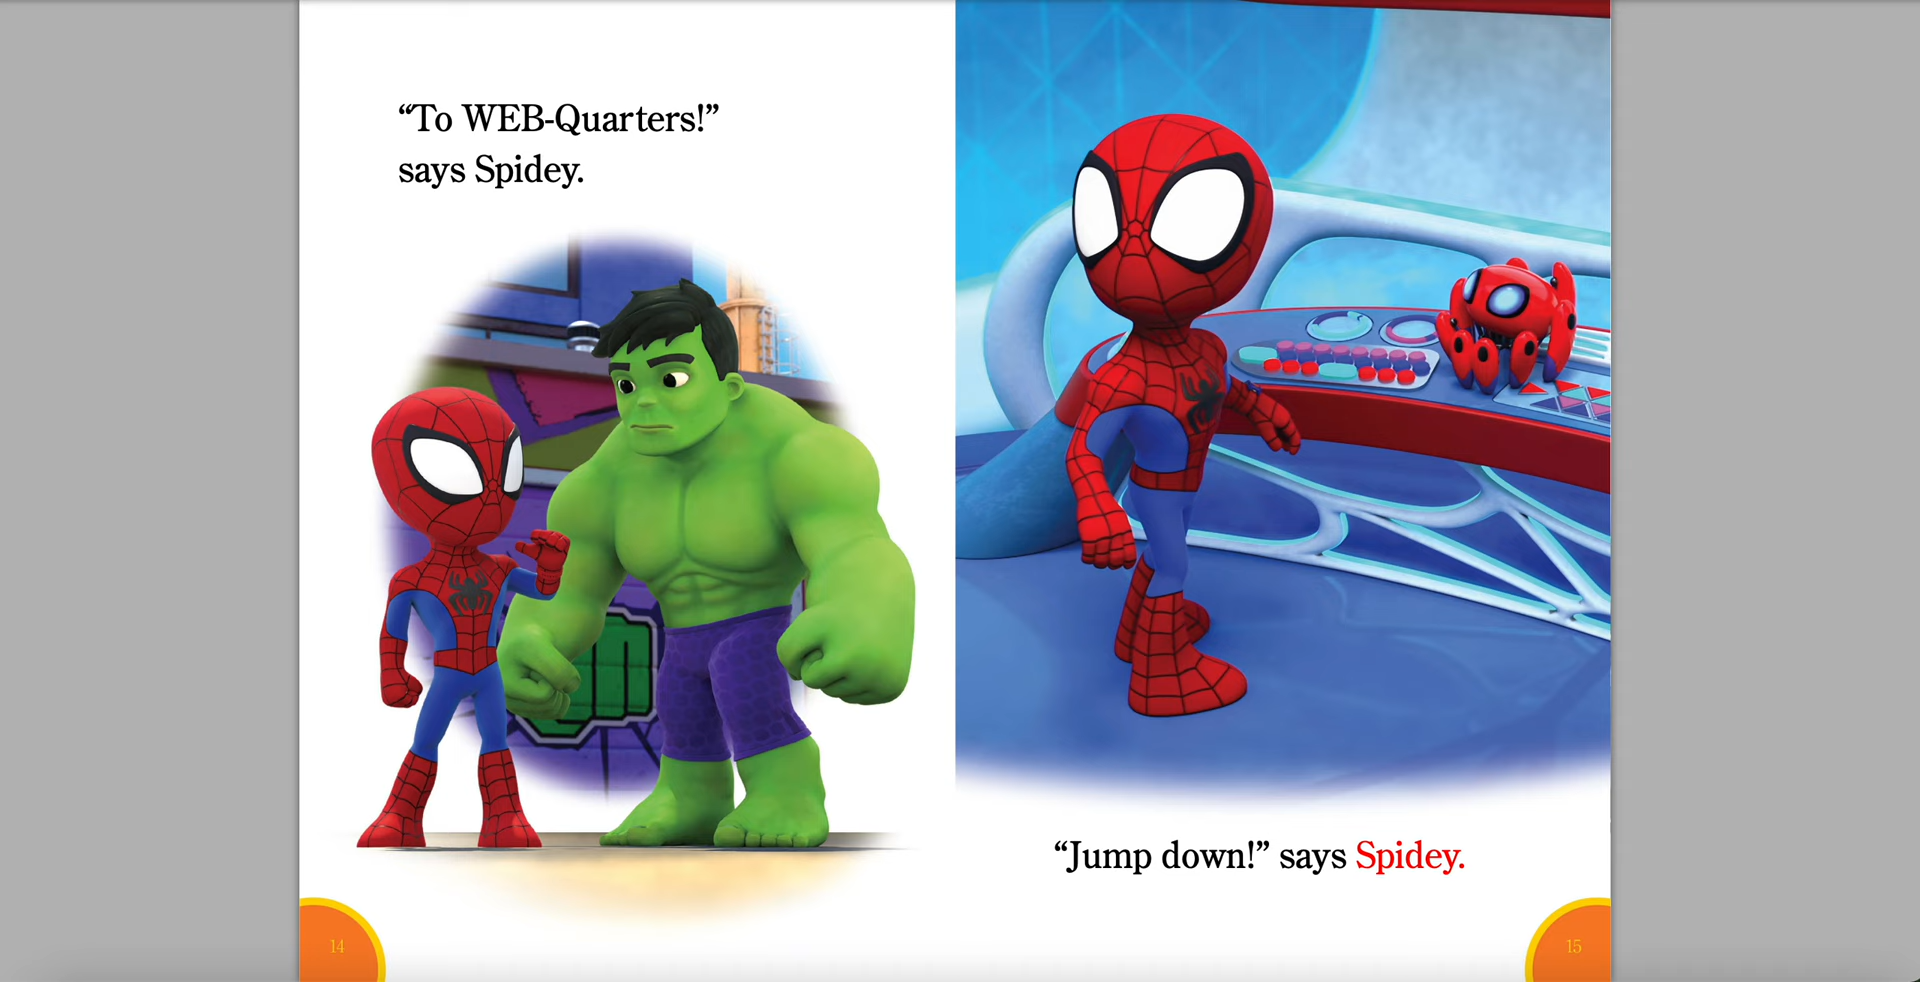 “To WEB-Quarters!”
says Spidey.
14
“Jump down!” says Spidey.
15